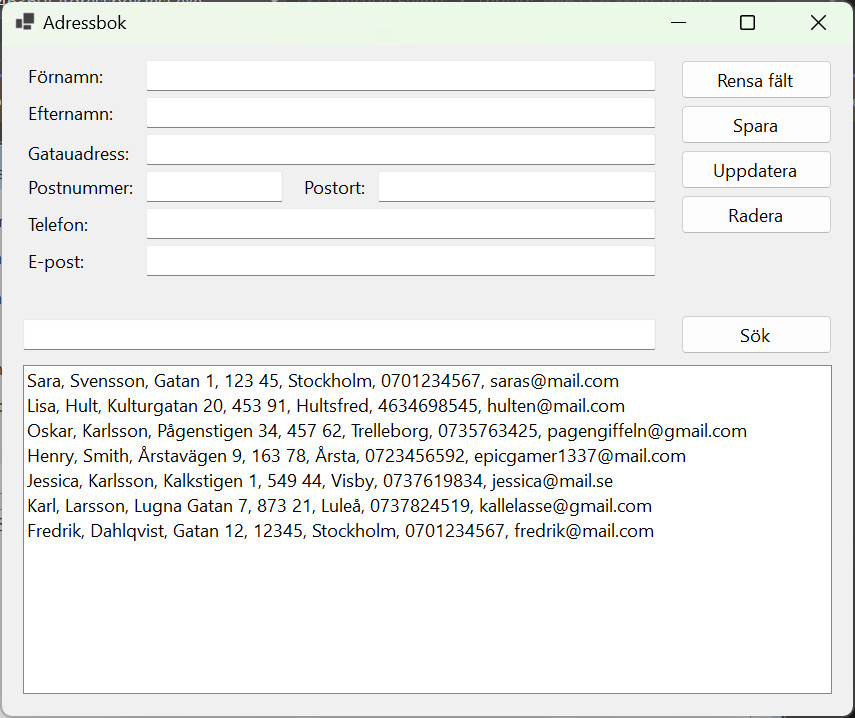 Adressbok
Förnamn:
Rensa fält
Efternamn:
Spara
Gatauadress:
Uppdatera
Postnummer:
Postort:
Radera
Telefon:
E-post:
Sök
Sara, Svensson, Gatan 1, 123 45, Stockholm, 0701234567, saras@mail.com
Lisa, Hult, Kulturgatan 20, 453 91, Hultsfred, 4634698545, hulten@mail.com
Oskar, Karlsson, Pågenstigen 34, 457 62, Trelleborg, 0735763425, pagengiffeln@gmail.com
Henry, Smith, Årstavägen 9, 163 78, Årsta, 0723456592, epicgamer1337@mail.com
Jessica, Karlsson, Kalkstigen 1, 549 44, Visby, 0737619834, jessica@mail.se
Karl, Larsson, Lugna Gatan 7, 873 21, Luleå, 0737824519, kallelasse@gmail.com
Fredrik, Dahlqvist, Gatan 12, 12345, Stockholm, 0701234567, fredrik@mail.com